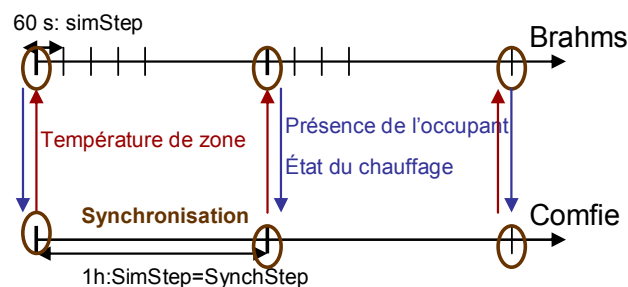 60 s: simStep
Brahms
Température de zone
Présence de l'occupant
État du chauffage
Synchronisation
Comfie
1h:SimStep=SynchStep